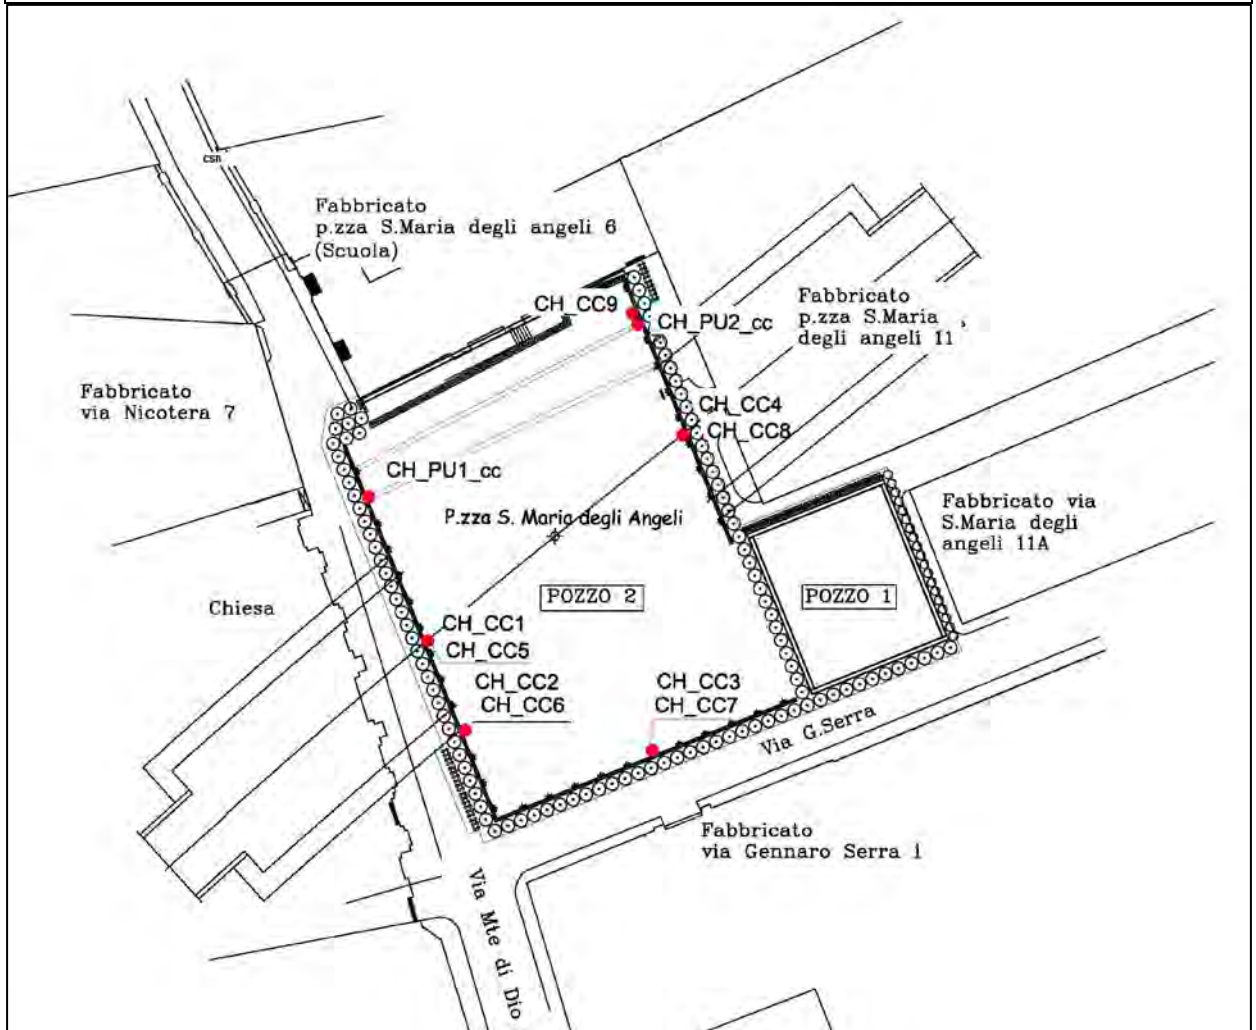 CSR
Fabbricato
p.zza S.Maria degli angeli 6
(Scuola)
CH_CC9
CH_PU2_cc
Fabbricato
p.zza S.Maria
degli angeli 11
Fabbricato
via Nicotera 7
CH_CC4
CH_CC8
CH_PU1_cc
P.zza S. Maria degli Angeli
Fabbricato via
S.Maria degli
angeli 11A
POZZO 2
POZZO 1
Chiesa
CH_CC1
CH_CC5
CH_CC2
CH_CC6
CH_CC3
CH_CC7
Via G.Serra
Fabbricato
via Gennaro Serra 1
Via Mte di Dio